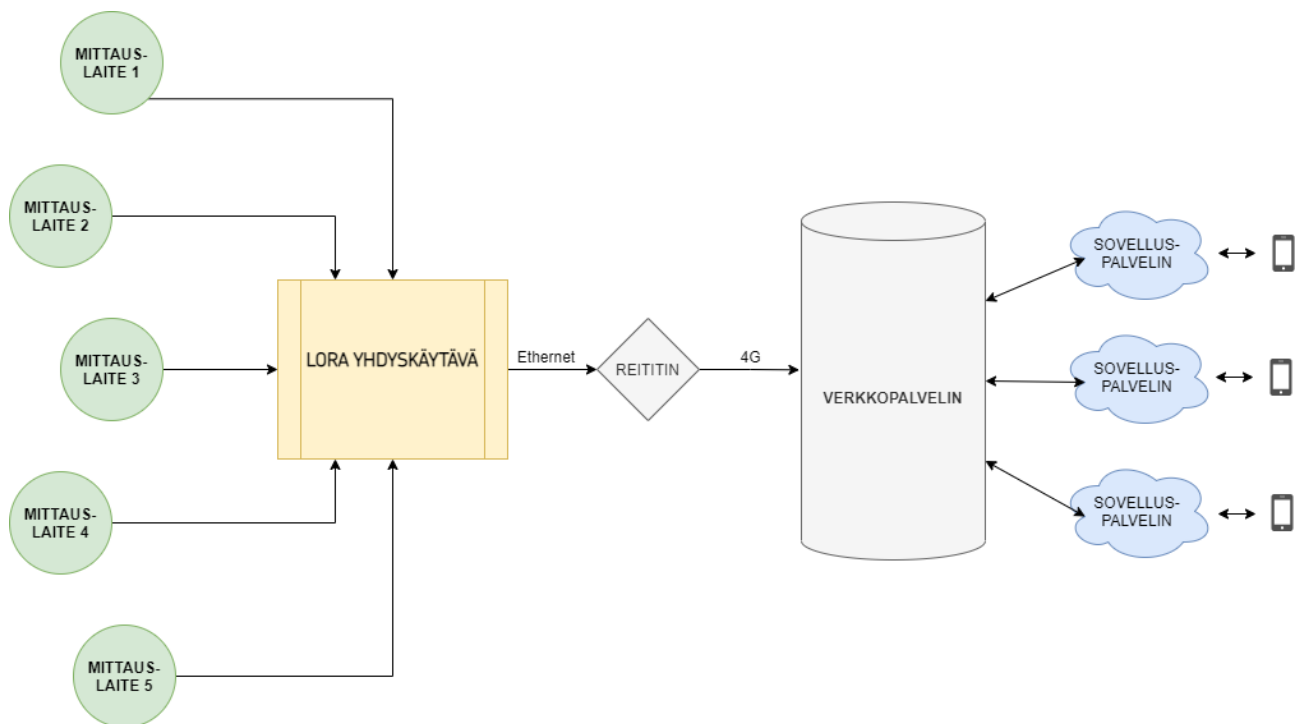 MITTAUS-
LAITE 1
MITTAUS-
LAITE 2
MITTAUS-
LAITE 3
MITTAUS-
LAITE 4
MITTAUS-
LAITE 5
LORA YHDYSKÄYTÄVÄ
Ethernet
REITITIN
4G
VERKKOPALVELIN
SOVELLUS-
PALVELIN
SOVELLUS-
PALVELIN
SOVELLUS-
PALVELIN